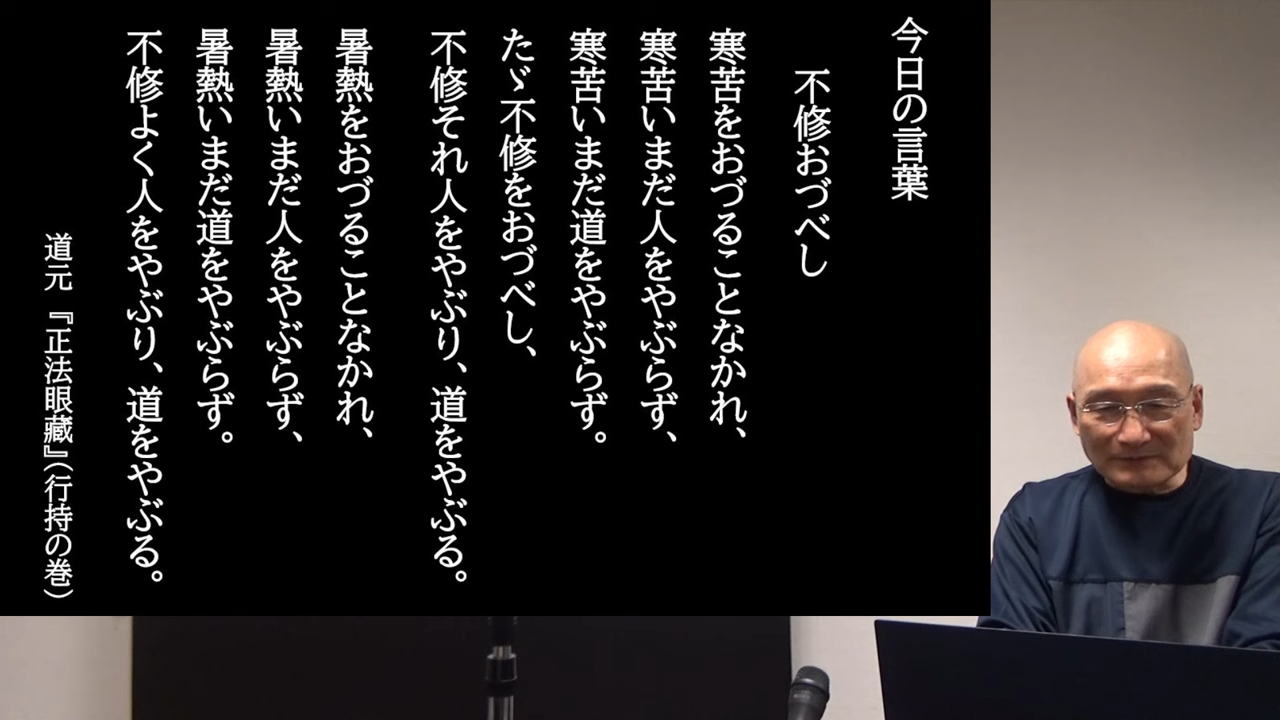 今日の言葉
不修おづべし
寒苦をおづることなかれ、
寒苦いまだ人をやぶらず、
寒苦いまだ道をやぶらず。
たゞ不修をおづべし、
不修それ人をやぶり、道をやぶる。
暑熱をおづることなかれ、
暑熱いまだ人をやぶらず、
暑熱いまだ道をやぶらず。
不修よく人をやぶり、道をやぶる。
道元『正法眼藏』（行持の巻）